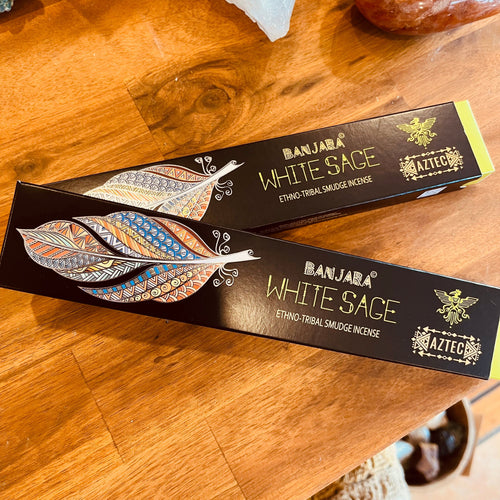 BANJARA®
WHITE SAGE
ETHNO-TRIBAL SMUDGE INCENSE
AZTEC
BANJARA®
WHITE SAGE
ETHNO-TRIBAL SMUDGE INCENSE
AZTEC